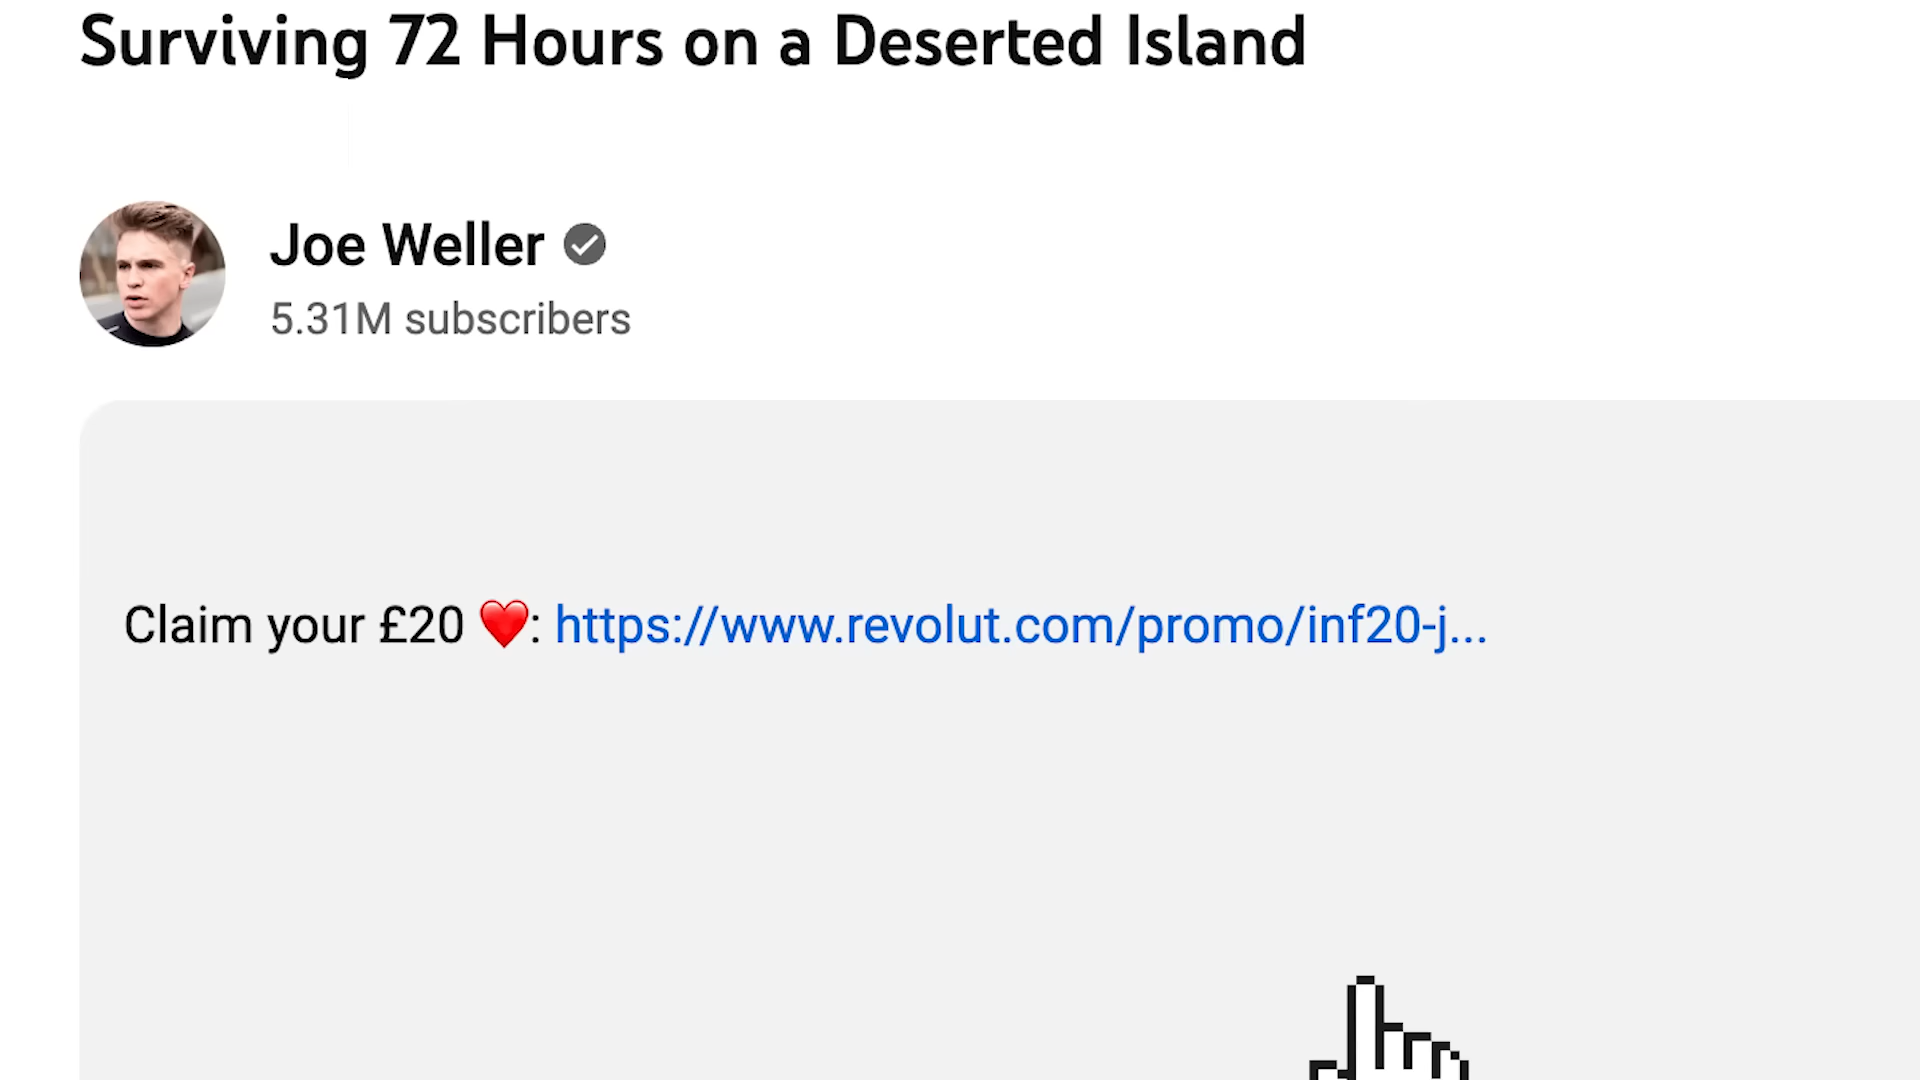 Surviving 72 Hours on a Deserted Island
Joe Weller
5.31M subscribers
Claim your £20 ❤️: https://www.revolut.com/promo/inf20-j...